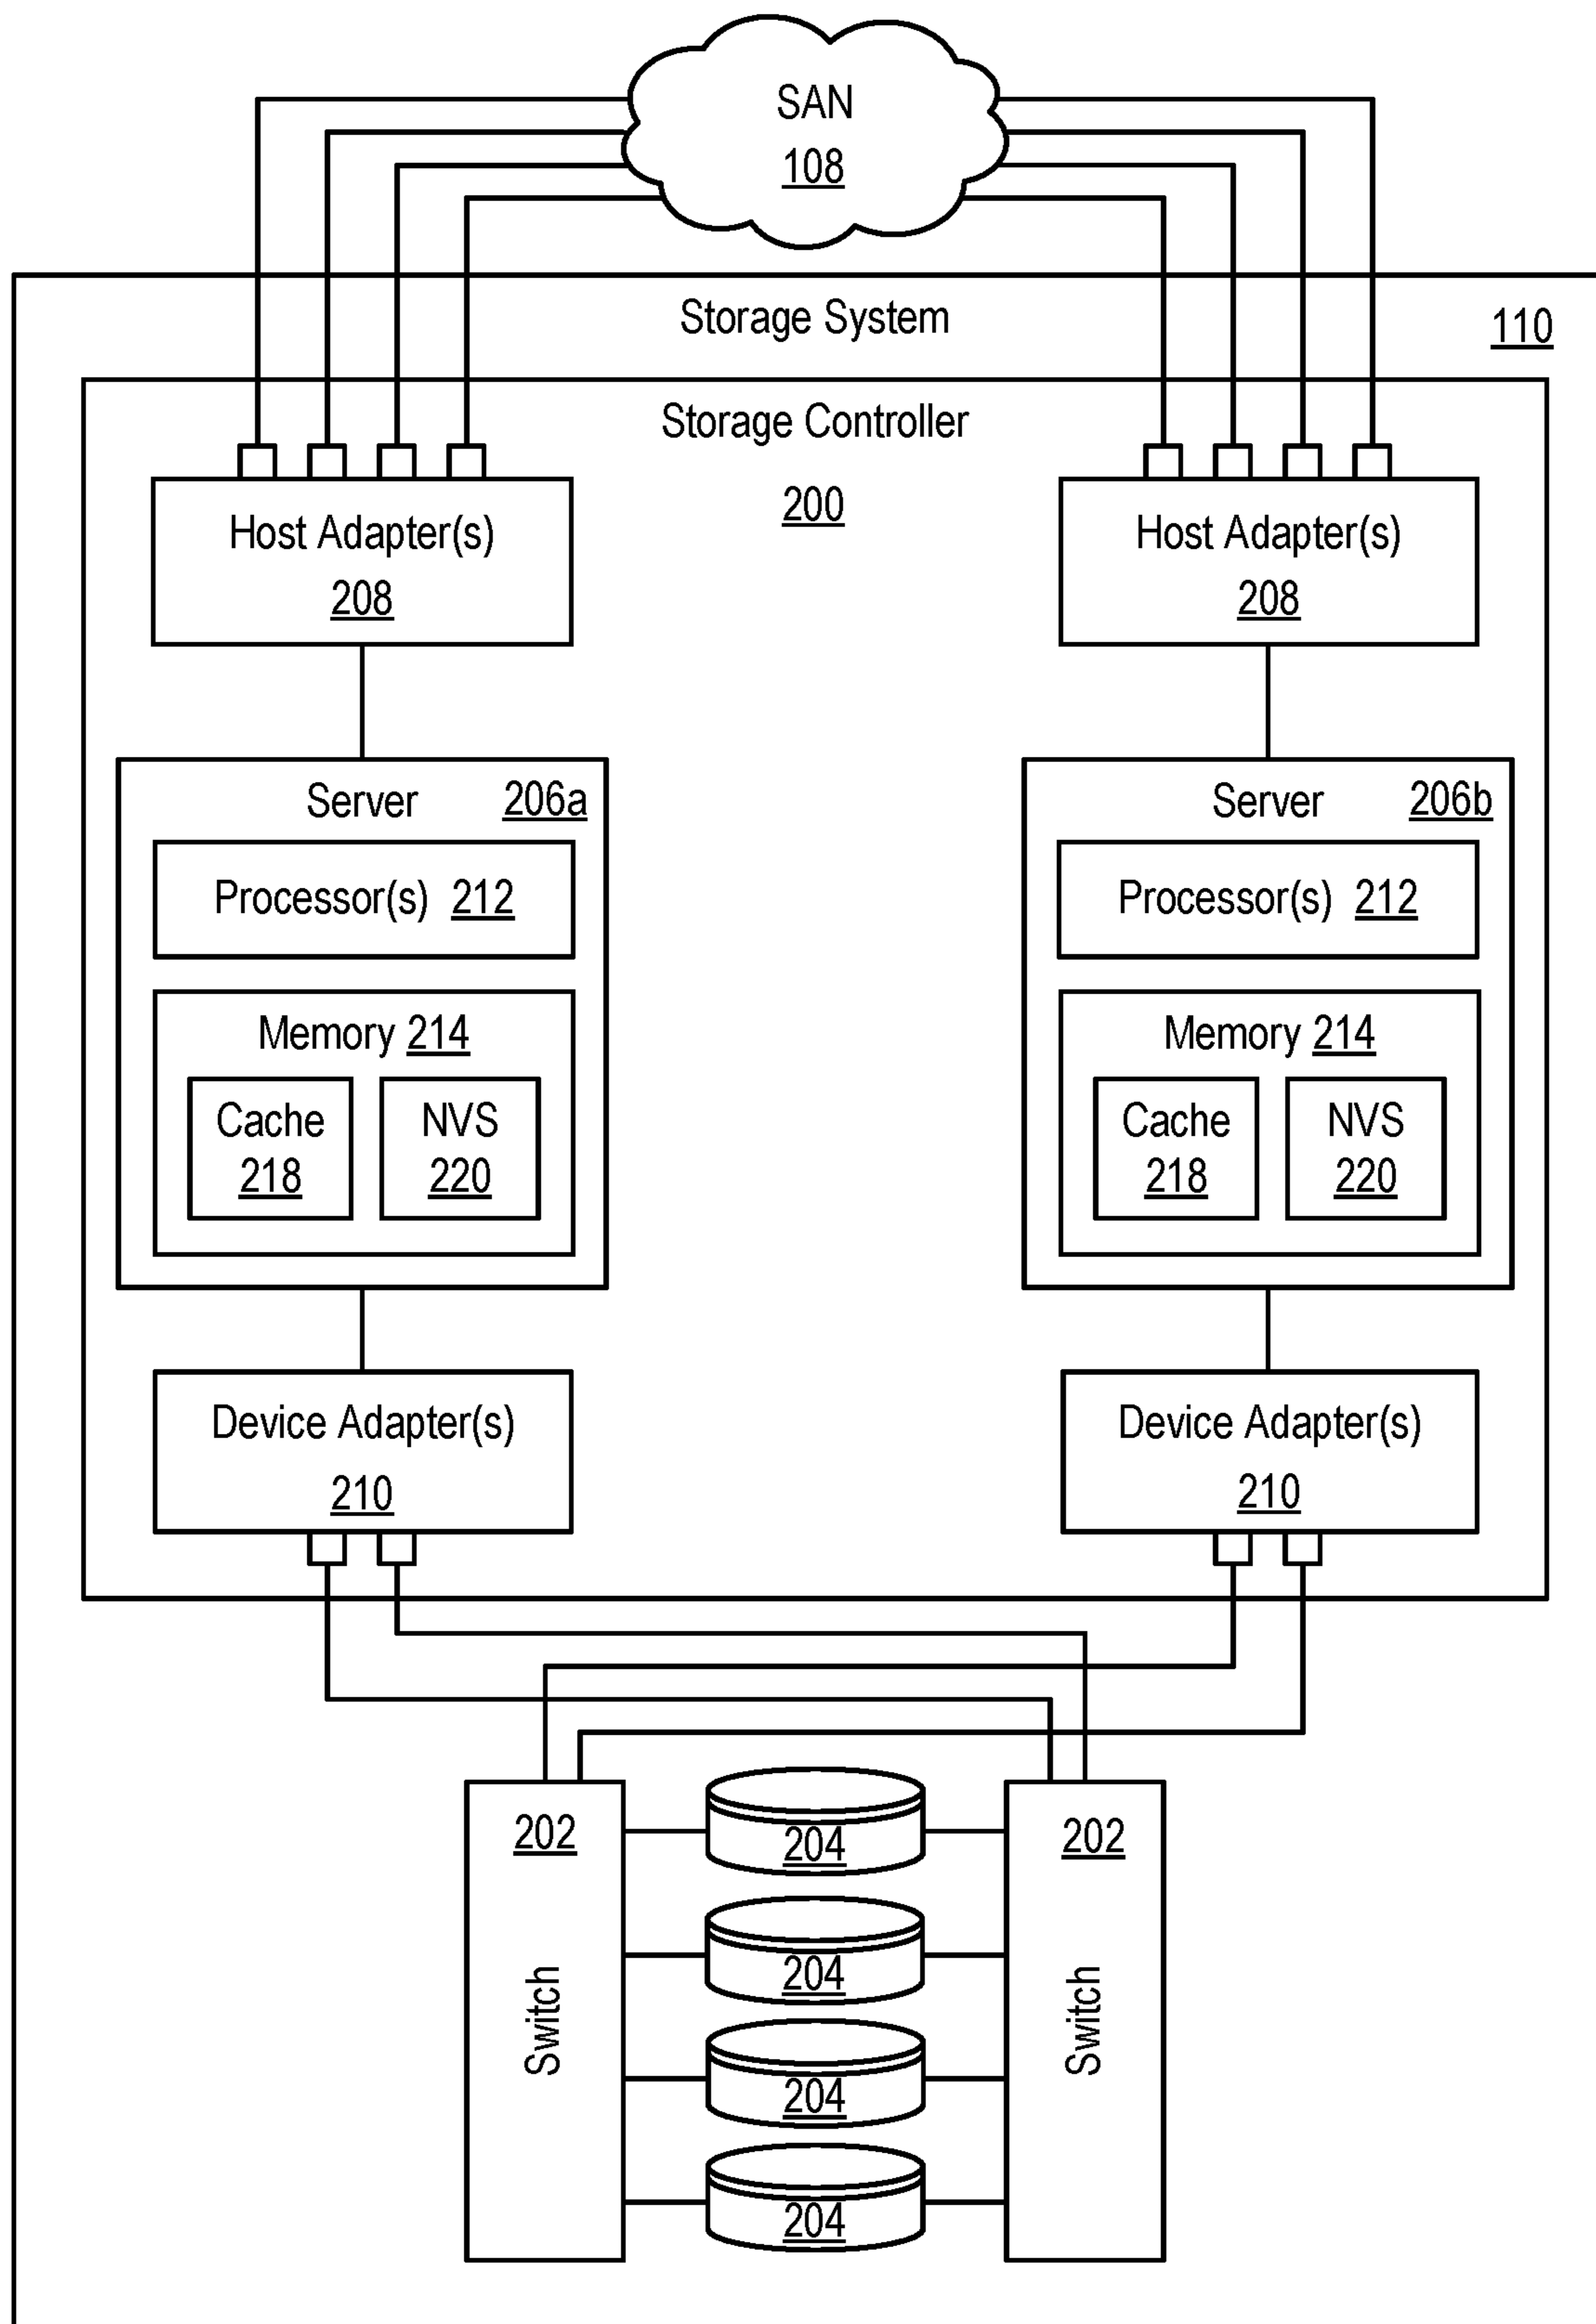 SAN
108
Storage System
110
Storage Controller
200
Host Adapter(s)
208
Host Adapter(s)
208
Server 206a
Processor(s) 212
Memory 214
Cache
218
NVS
220
Server 206b
Processor(s) 212
Memory 214
Cache
218
NVS
220
Device Adapter(s)
210
Device Adapter(s)
210
202
Switch
204
204
204
204
202
Switch